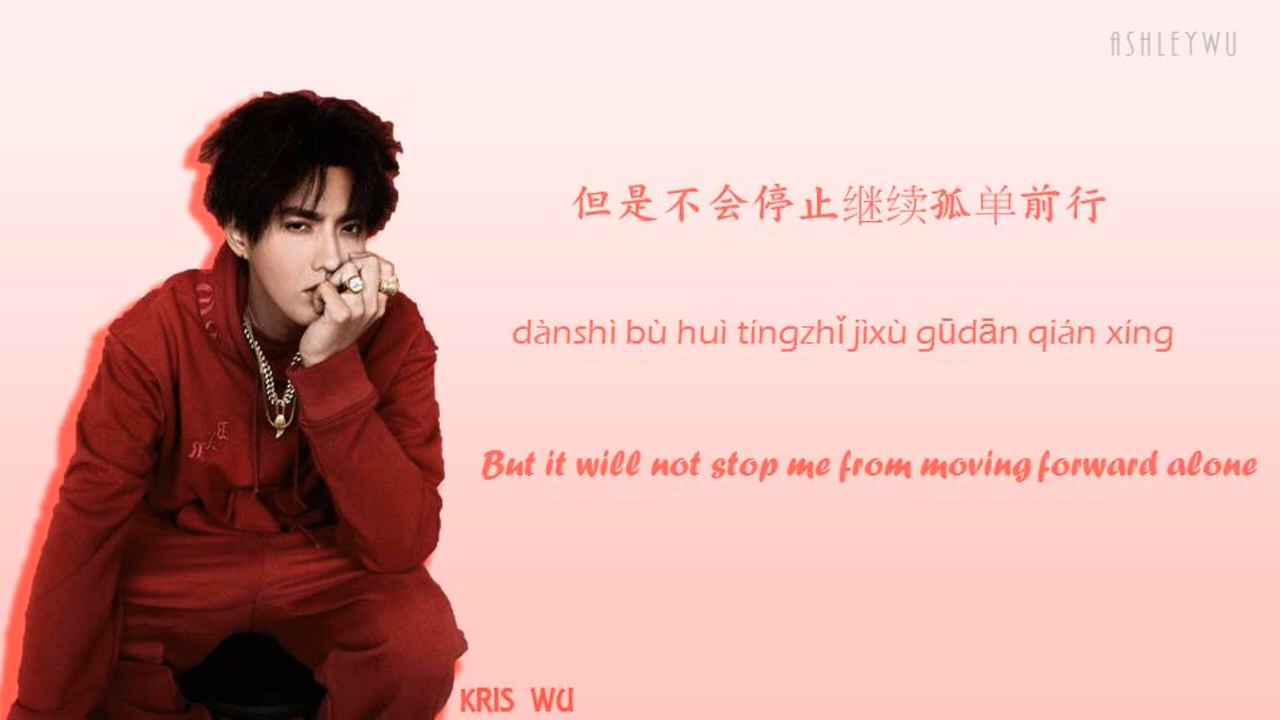 ASHLEYWU
但是不会停止继续孤单前行
dànshì bù huì tíngzhǐ jìxù gūdān qián xíng
But it will not stop me from moving forward alone
KRIS WU